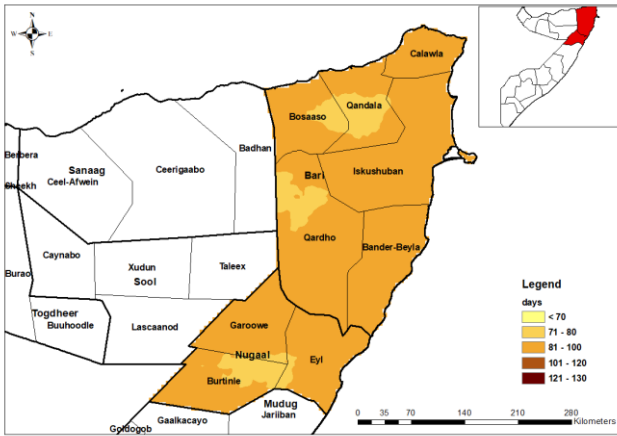 N
W E
S
Calawla
Qandala
Bosaaso
Badhan
Berbera
Sanaag
Ceerigaabo
Bari
Iskushuban
Sheekh
Ceel-Afwein
Qardho
Bander-Beyla
Caynabo
Xudun
Taleex
Burao
Sool
Togdheer
Buuhoodle
Lascaanod
Garoowe
Nugaal
Eyl
Burtinle
Mudug
Jariiban
Gaalkacayo
Goldogob
Legend
days
< 70
71 - 80
81 - 100
101 - 120
121 - 130
0 35 70 140 210 280
Kilometers